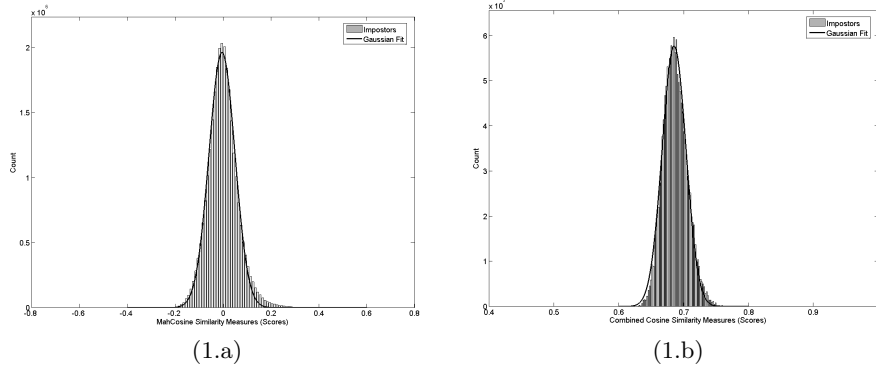 x 10⁶
2
1.5
1
0.5
0
Count
-0.8 -0.6 -0.4 -0.2 0 0.2 0.4 0.6 0.8
MahCosine Similarity Measures (Scores)
Impostors
Gaussian Fit
(1.a)
x 10
6
5
4
3
2
1
0
Count
0.4 0.5 0.6 0.7 0.8 0.9
Combined Cosine Similarity Measures (Scores)
Impostors
Gaussian Fit
(1.b)